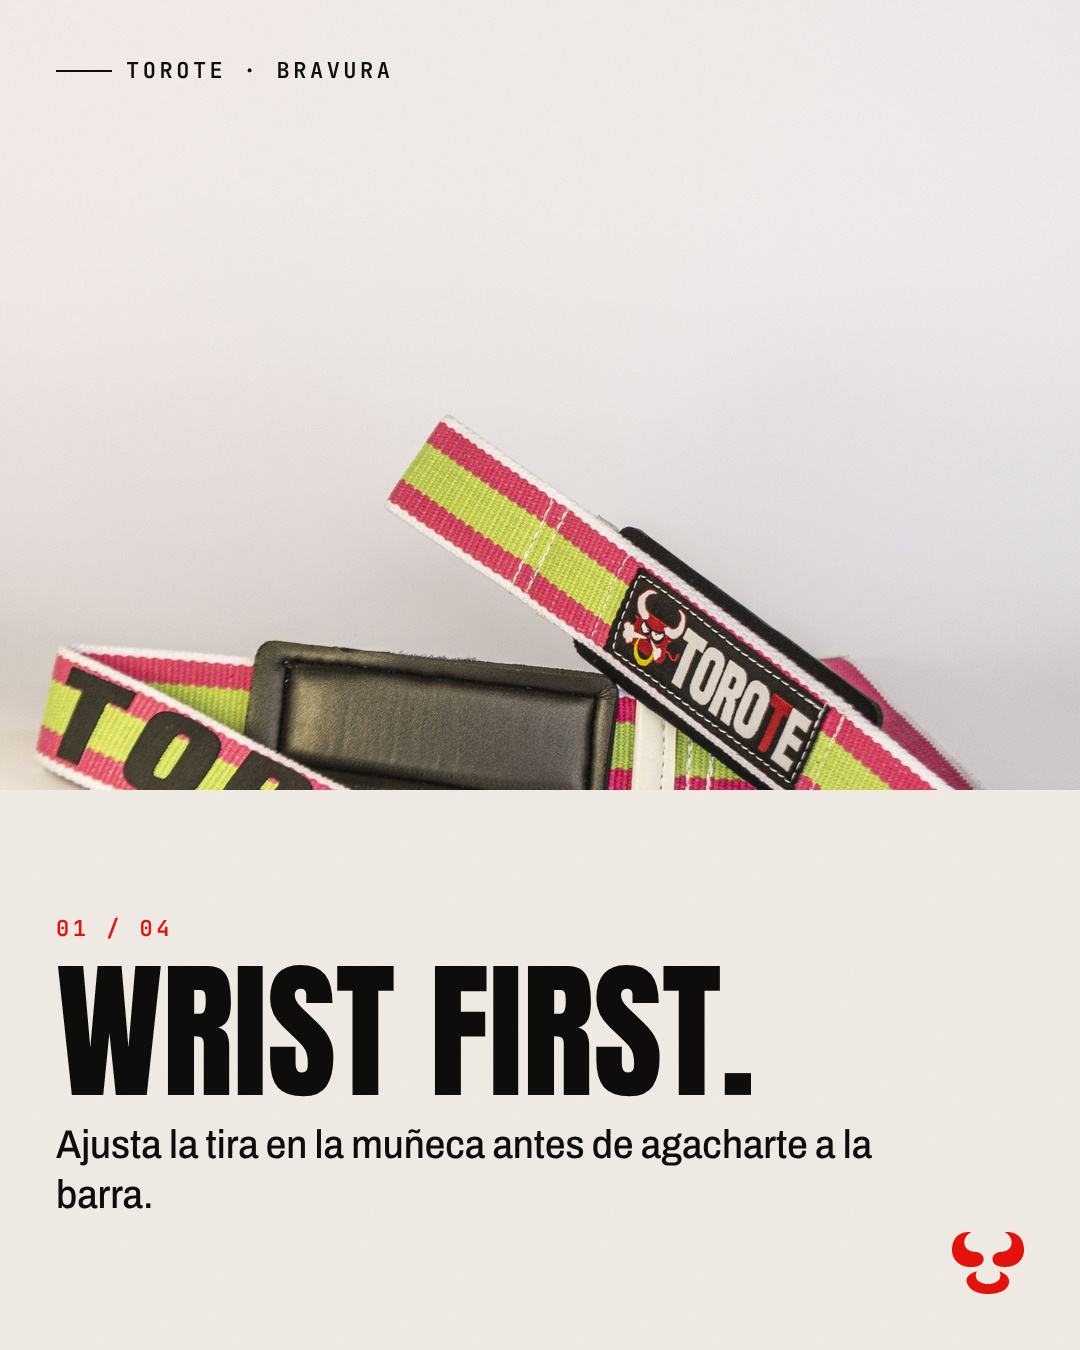 TOROTE · BRAVURA
TOROTE
01 / 04
WRIST FIRST.
Ajusta la tira en la muñeca antes de agacharte a la
barra.